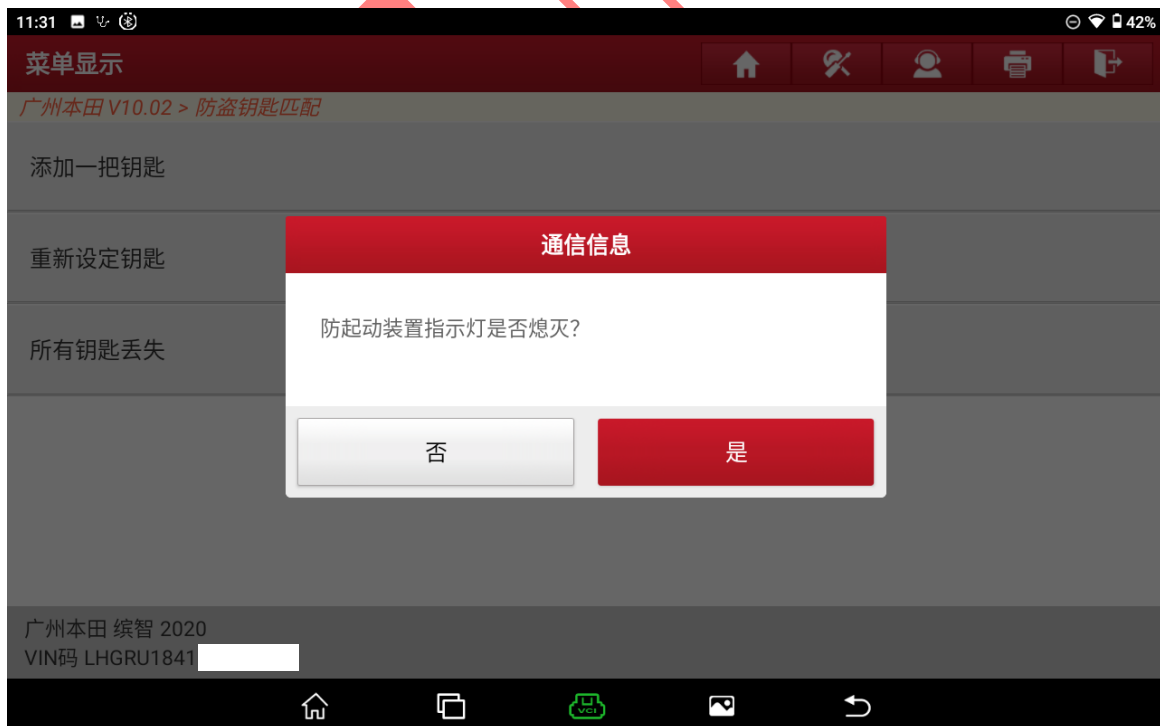 11:31
42%
菜单显示
广州本田 V10.02 > 防盗钥匙匹配
添加一把钥匙
重新设定钥匙
所有钥匙丢失
通信信息
防起动装置指示灯是否熄灭?
否
是
广州本田 缤智 2020
VIN码 LHGRU1841
VCI